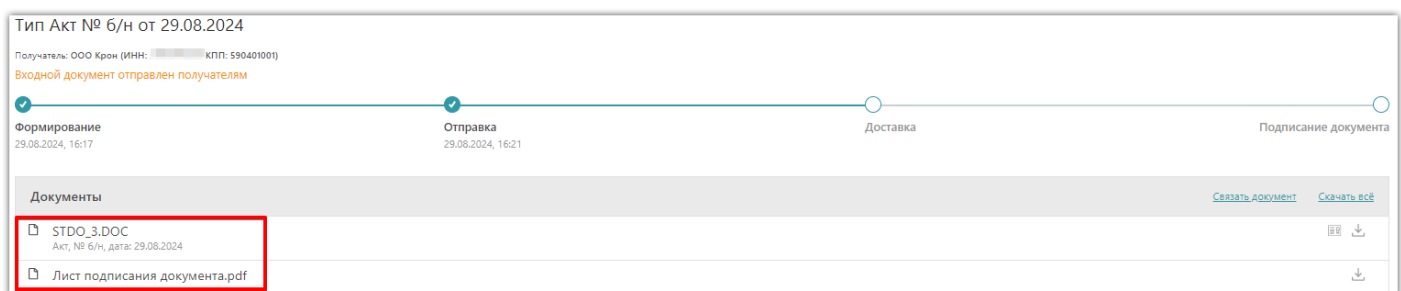 Тип Акт № б/н от 29.08.2024
Получатель: ООО Крон (ИНН: КПП: 590401001)
Входной документ отправлен получателям
Формирование Отправка Доставка Подписание документа
29.08.2024, 16:17 29.08.2024, 16:21
Документы Связать документ Скачать всё
STDO_3.DOC
Акт, № б/н, дата: 29.08.2024
Лист подписания документа.pdf